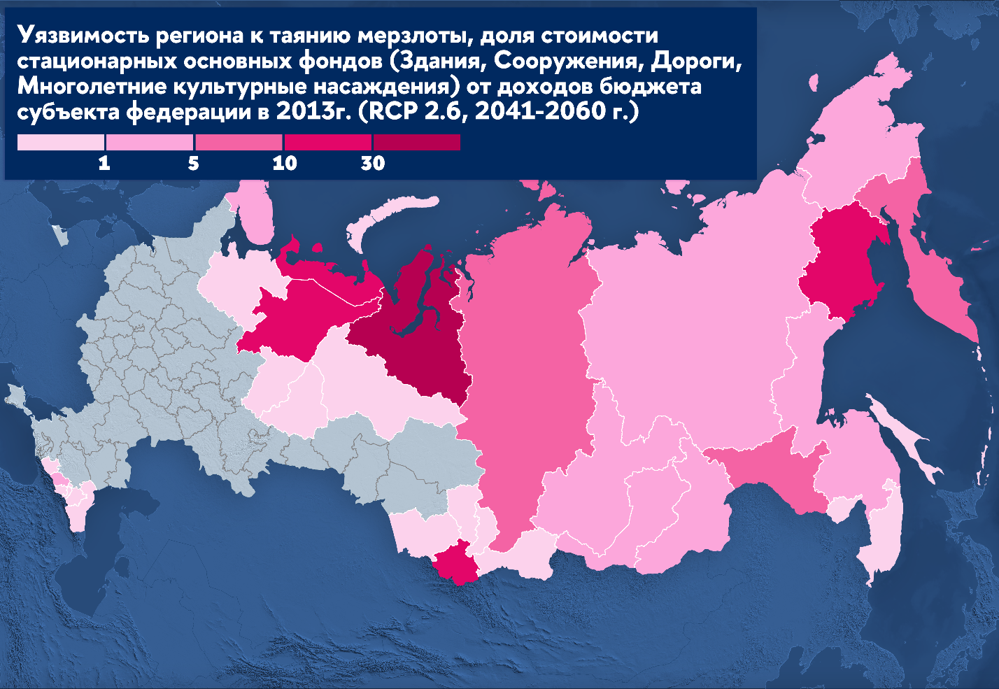 Уязвимость региона к таянию мерзлоты, доля стоимости
стационарных основных фондов (Здания, Сооружения, Дороги,
Многолетние культурные насаждения) от доходов бюджета
субъекта федерации в 2013г. (RCP 2.6, 2041-2060 г.)
1 5 10 30